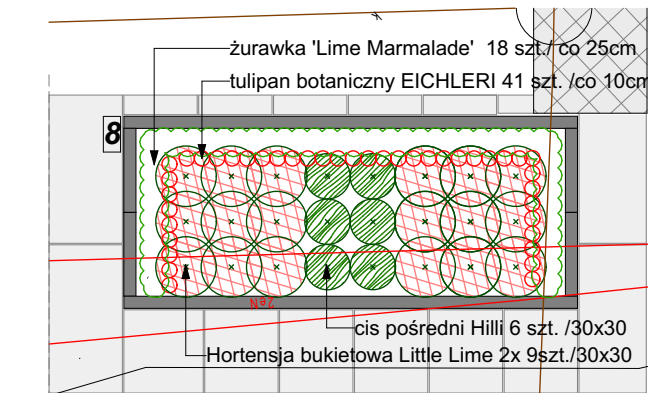 żurawka 'Lime Marmalade' 18 szt./ co 25cm
tulipan botaniczny EICHLERI 41 szt. /co 10cm
8
2eN
cis pośredni Hilli 6 szt. /30x30
Hortensja bukietowa Little Lime 2x 9szt./30x30